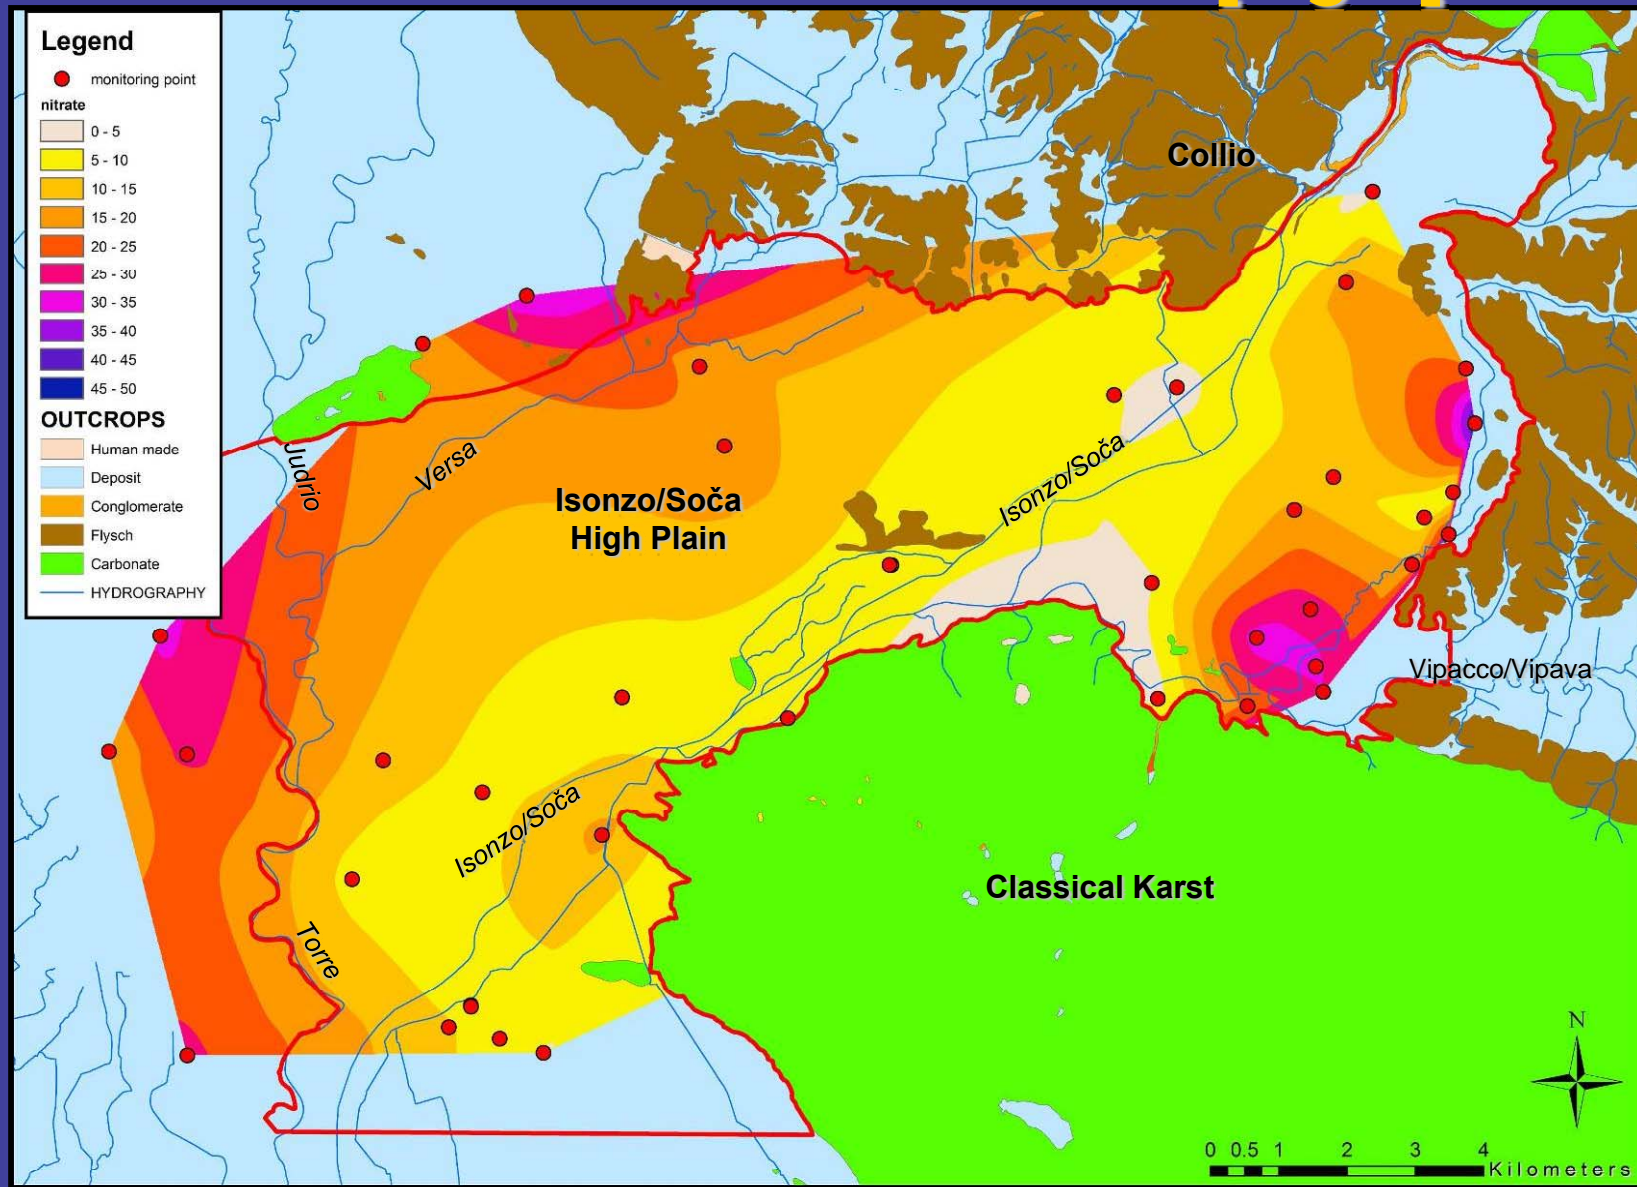 Legend
monitoring point
nitrate
0 - 5
5 - 10
10 - 15
15 - 20
20 - 25
25 - 30
30 - 35
35 - 40
40 - 45
45 - 50
OUTCROPS
Human made
Deposit
Conglomerate
Flysch
Carbonate
HYDROGRAPHY
Collio
Judrio
Versa
Isonzo/Soča
High Plain
Isonzo/Soča
Vipacco/Vipava
Isonzo/Soča
Classical Karst
Torre
N
0 0.5 1 2 3 4
Kilometers